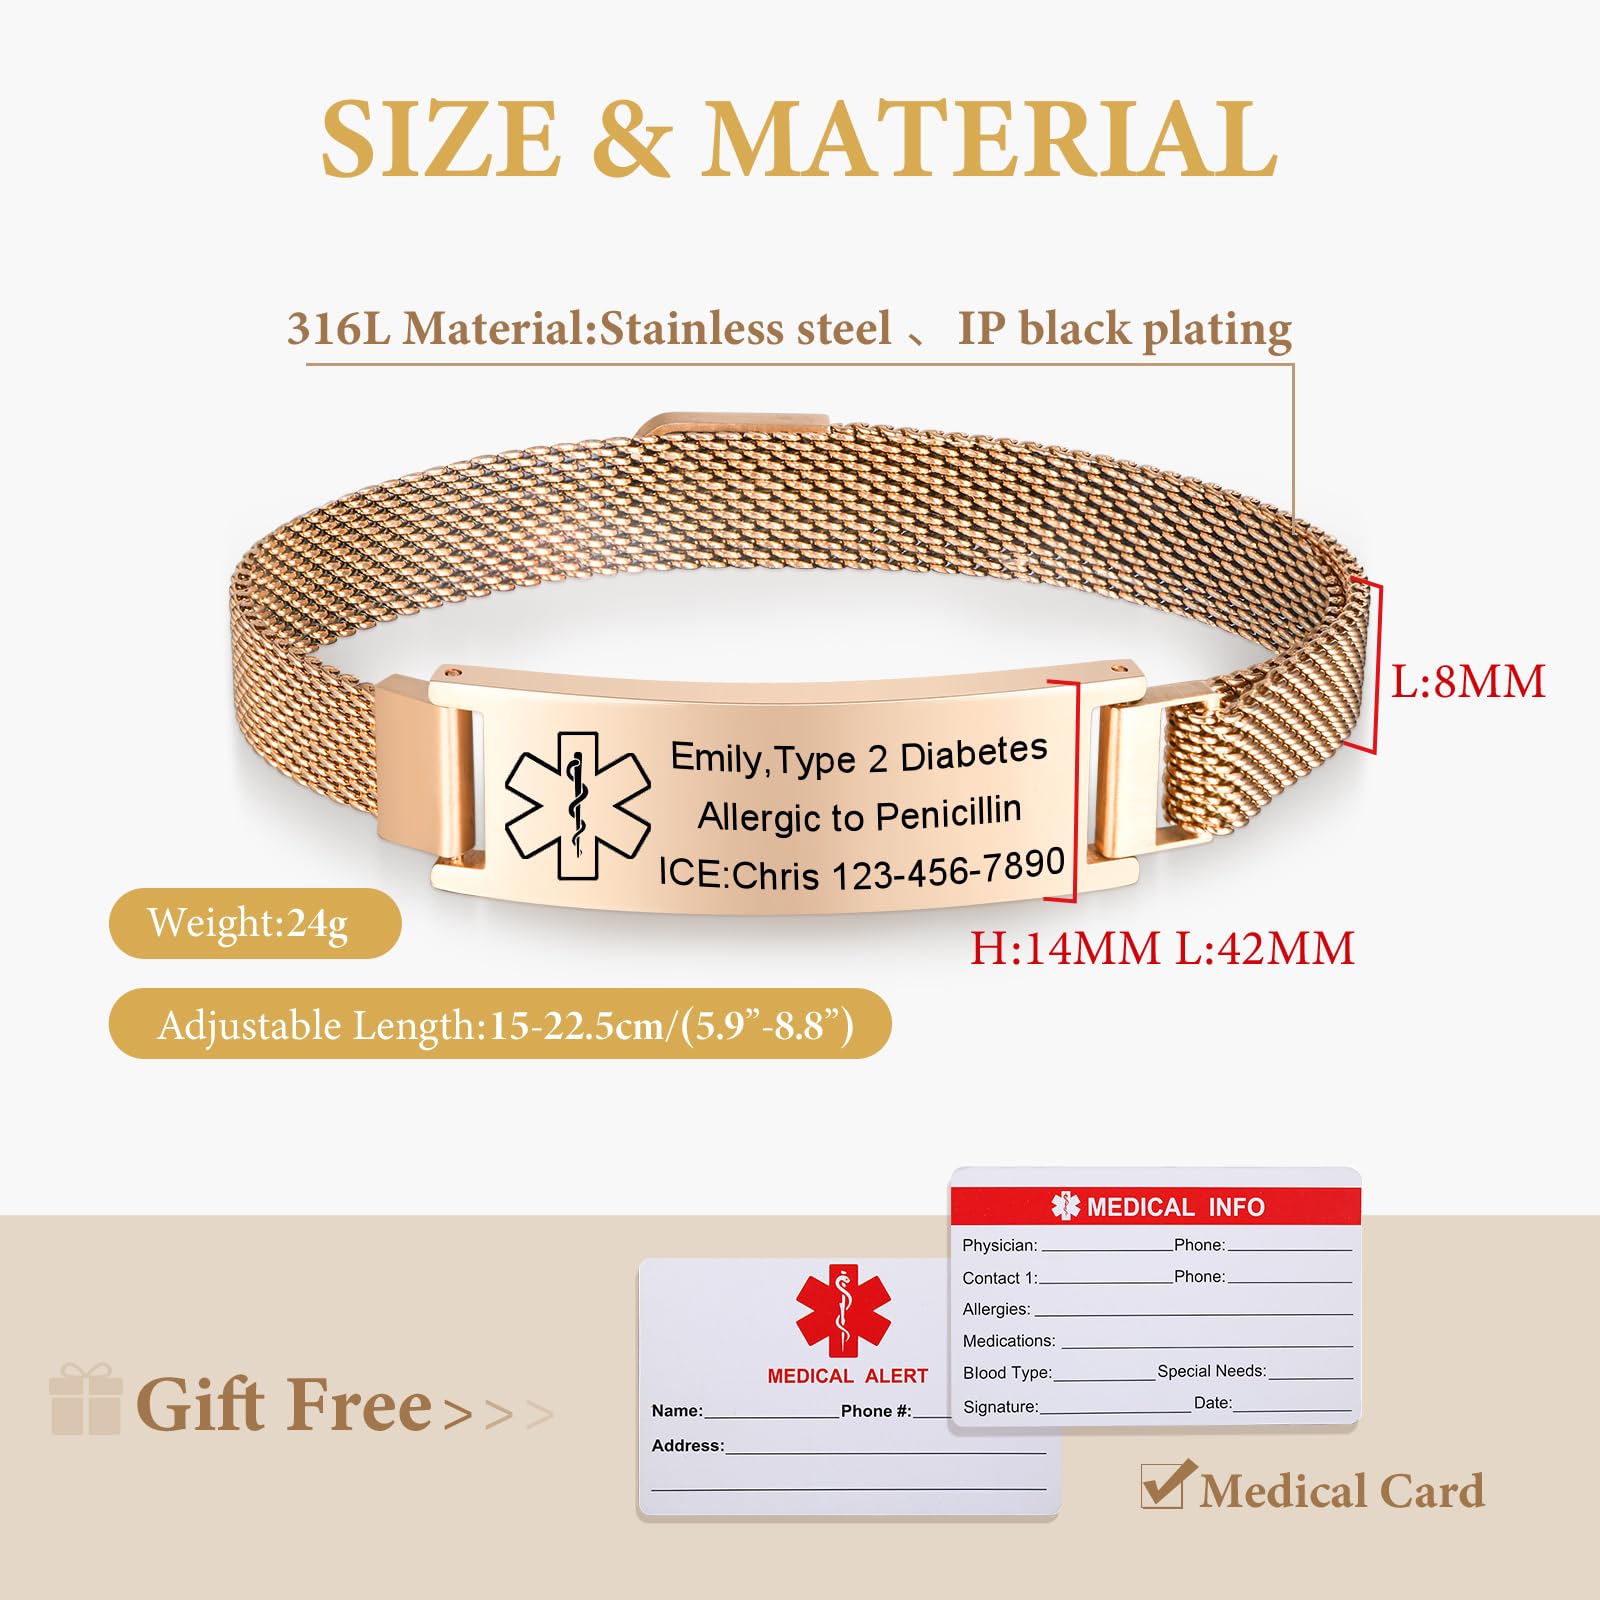 SIZE & MATERIAL
316L Material:Stainless steel 、 IP black plating
L:8MM
Emily,Type 2 Diabetes
Allergic to Penicillin
ICE:Chris 123-456-7890
H:14MM L:42MM
Weight:24g
Adjustable Length:15-22.5cm/(5.9”-8.8”)
MEDICAL INFO
Physician: Phone:
Contact 1: Phone:
Allergies:
Medications:
Blood Type: Special Needs:
Signature: Date:
MEDICAL ALERT
Name: Phone #:
Address:
Gift Free>>>
Medical Card